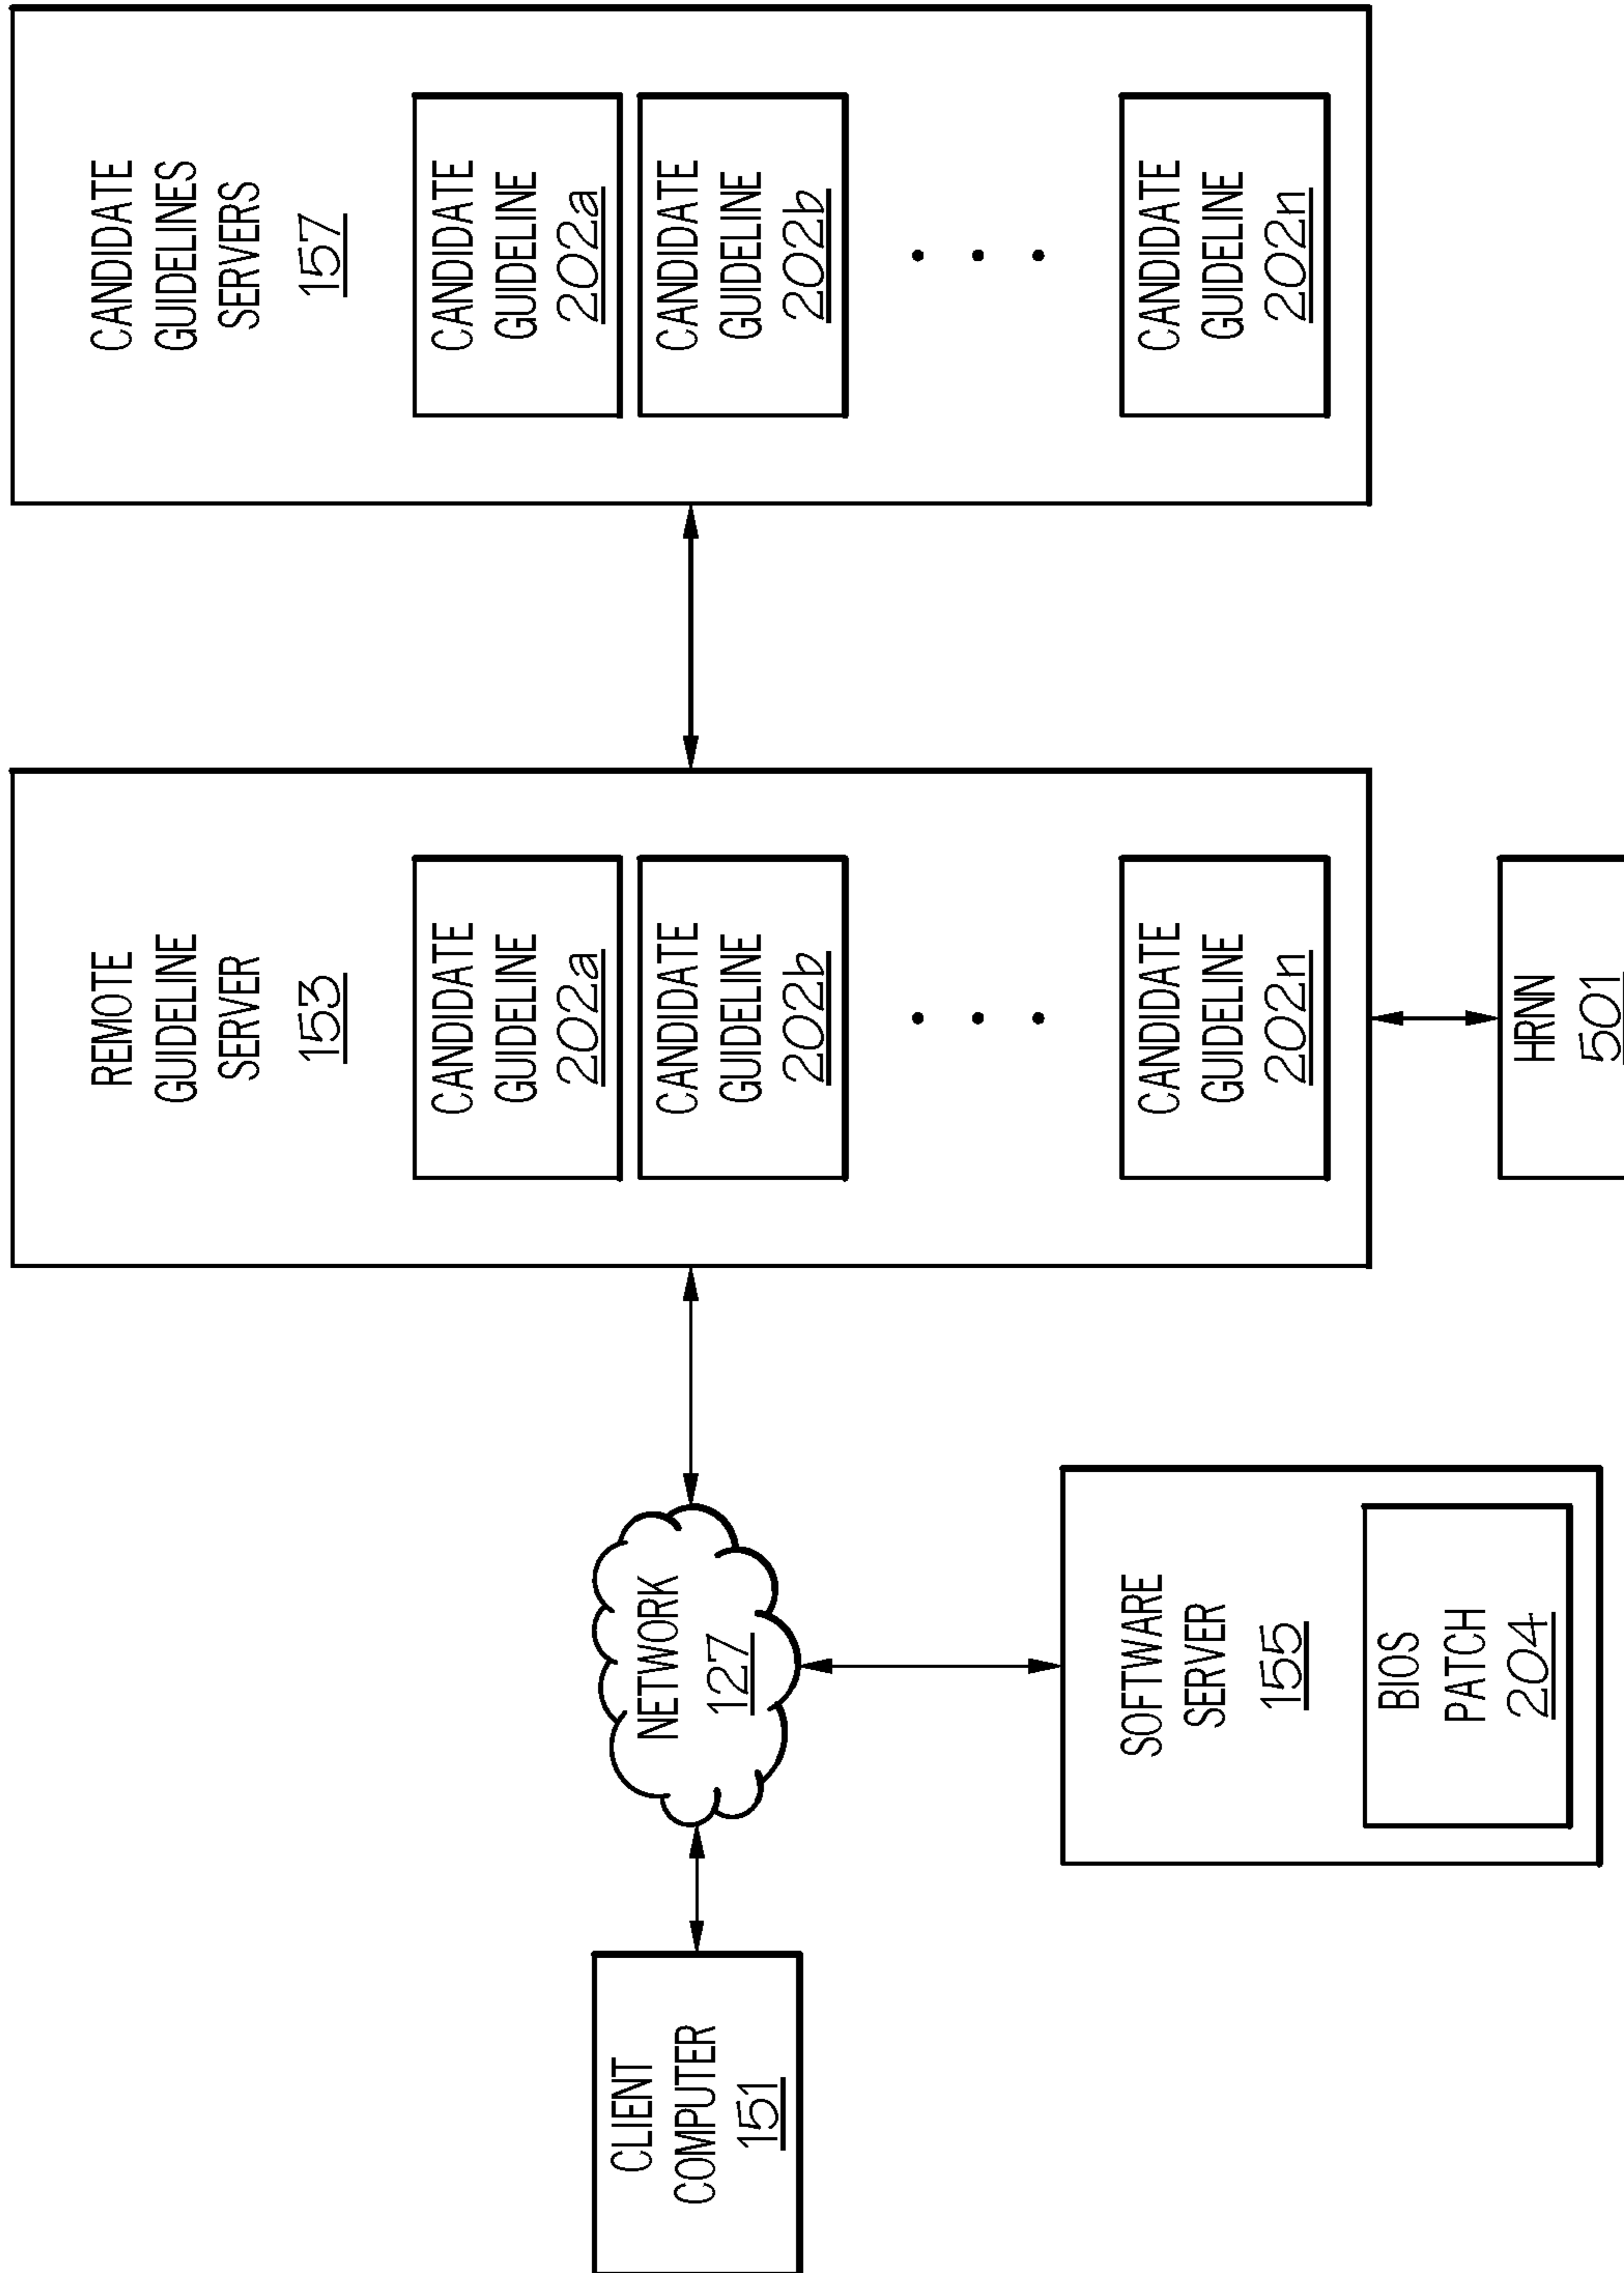 CLIENT
COMPUTER
151
NETWORK
127
SOFTWARE
SERVER
155
BIOS
PATCH
204
REMOTE
GUIDELINE
SERVER
153
CANDIDATE
GUIDELINE
202a
CANDIDATE
GUIDELINE
202b
CANDIDATE
GUIDELINE
202n
HRNN
501
CANDIDATE
GUIDELINES
SERVERS
157
CANDIDATE
GUIDELINE
202a
CANDIDATE
GUIDELINE
202b
CANDIDATE
GUIDELINE
202n